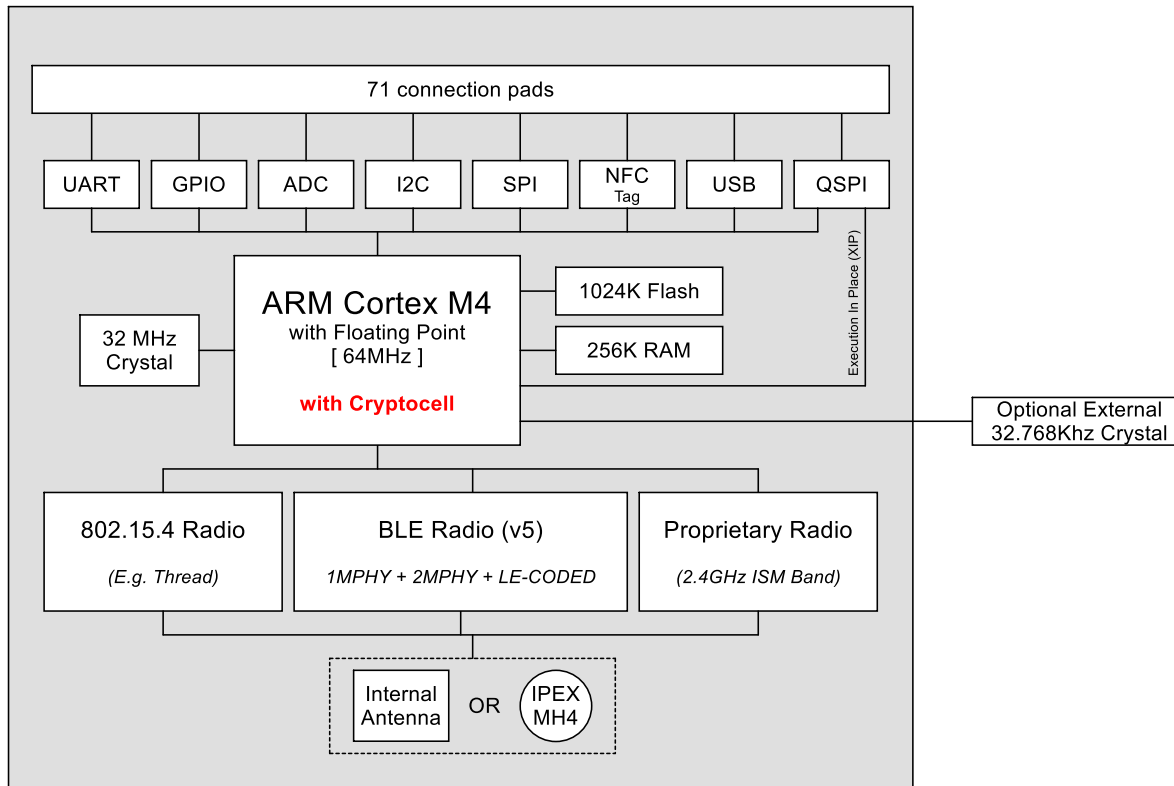 71 connection pads
UART
GPIO
ADC
I2C
SPI
NFC
Tag
USB
QSPI
Execution In Place (XIP)
ARM Cortex M4
with Floating Point
[ 64MHz ]
with Cryptocell
32 MHz
Crystal
1024K Flash
256K RAM
Optional External
32.768Khz Crystal
802.15.4 Radio
(E.g. Thread)
BLE Radio (v5)
1MPHY + 2MPHY + LE-CODED
Proprietary Radio
(2.4GHz ISM Band)
Internal
Antenna
OR
IPEX
MH4